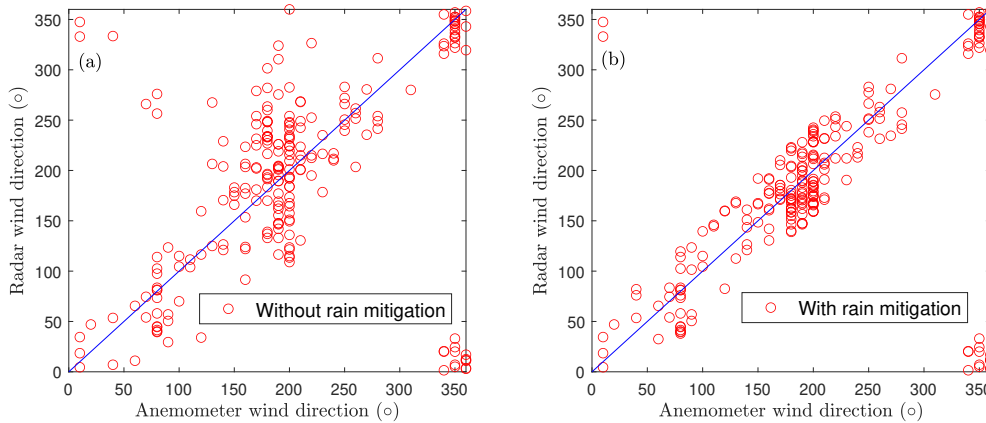 (a)
Radar wind direction (○)
350
300
250
200
150
100
50
0
Without rain mitigation
0 50 100 150 200 250 300 350
Anemometer wind direction (○)
(b)
Radar wind direction (○)
350
300
250
200
150
100
50
0
With rain mitigation
0 50 100 150 200 250 310 350
Anemometer wind direction (○)